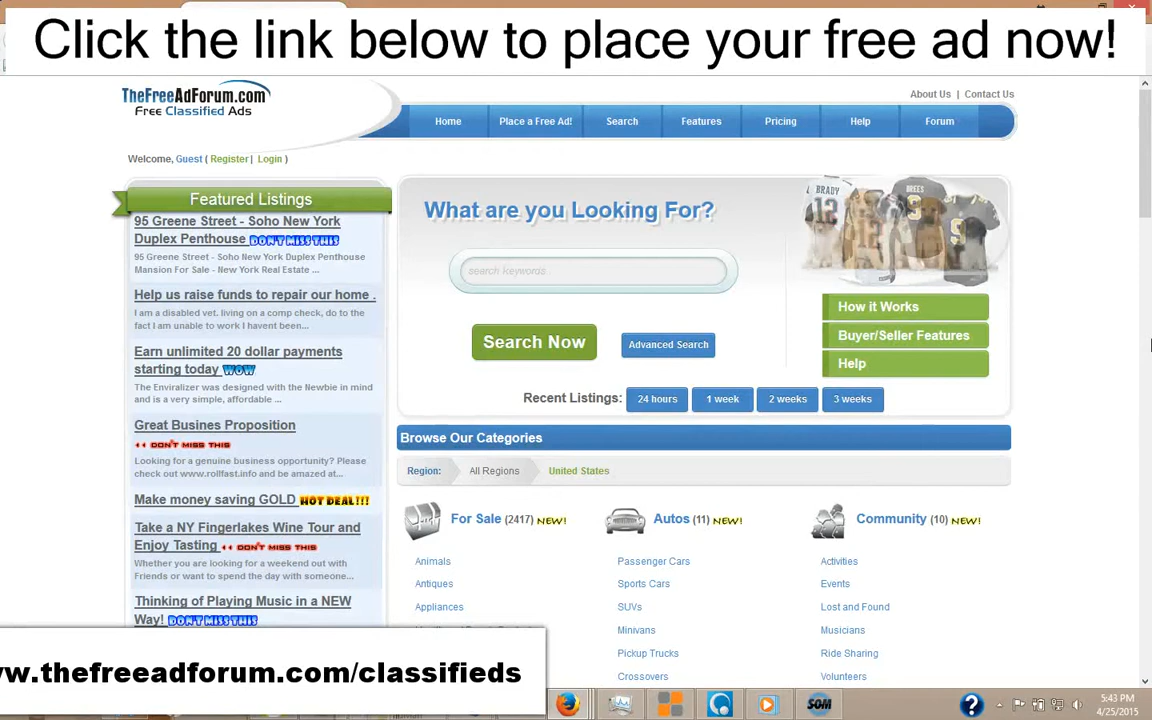 Click the link below to place your free ad now!
TheFreeAdForum.com
Free Classified Ads
About Us | Contact Us
Home Place a Free Ad! Search Features Pricing Help Forum
Welcome, Guest ( Register | Login )
Featured Listings
95 Greene Street - Soho New York
Duplex Penthouse DON'T MISS THIS
95 Greene Street - Soho New York Duplex Penthouse
Mansion For Sale - New York Real Estate ...
Help us raise funds to repair our home .
I am a disabled vet. living on a comp check, do to the
fact I am unable to work I havent been...
Earn unlimited 20 dollar payments
starting today WOW
The Enviralizer was designed with the Newbie in mind
and is a very simple, affordable ...
Great Busines Proposition
DON'T MISS THIS
Looking for a genuine business opportunity? Please
check out www.rollfast.info and be amazed at...
Make money saving GOLD HOT DEAL!!!
Take a NY Fingerlakes Wine Tour and
Enjoy Tasting DON'T MISS THIS
Whether you are looking for a weekend out with
Friends or want to spend the day with someone...
Thinking of Playing Music in a NEW
Way! DON'T MISS THIS
What are you Looking For?
search keywords
Search Now Advanced Search
BRADY
12
BREES
9
How it Works
Buyer/Seller Features
Help
Recent Listings: 24 hours 1 week 2 weeks 3 weeks
Browse Our Categories
Region: All Regions United States
For Sale (2417) NEW!
Animals
Antiques
Appliances
Autos (11) NEW!
Passenger Cars
Sports Cars
SUVs
Minivans
Pickup Trucks
Crossovers
Community (10) NEW!
Activities
Events
Lost and Found
Musicians
Ride Sharing
Volunteers
w.thefreeadforum.com/classifieds
SOM
5:43 PM
4/25/2015